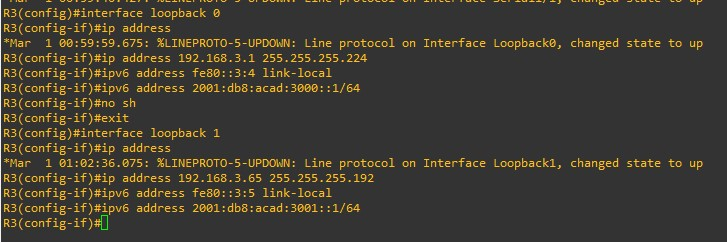 R3(config)#interface loopback 0
R3(config-if)#ip address
*Mar  1 00:59:59.675: %LINEPROTO-5-UPDOWN: Line protocol on Interface Loopback0, changed state to up
R3(config-if)#ip address 192.168.3.1 255.255.255.224
R3(config-if)#ipv6 address fe80::3:4 link-local
R3(config-if)#ipv6 address 2001:db8:acad:3000::1/64
R3(config-if)#no sh
R3(config-if)#exit
R3(config)#interface loopback 1
R3(config-if)#ip address
*Mar  1 01:02:36.075: %LINEPROTO-5-UPDOWN: Line protocol on Interface Loopback1, changed state to up
R3(config-if)#ip address 192.168.3.65 255.255.255.192
R3(config-if)#ipv6 address fe80::3:5 link-local
R3(config-if)#ipv6 address 2001:db8:acad:3001::1/64
R3(config-if)#